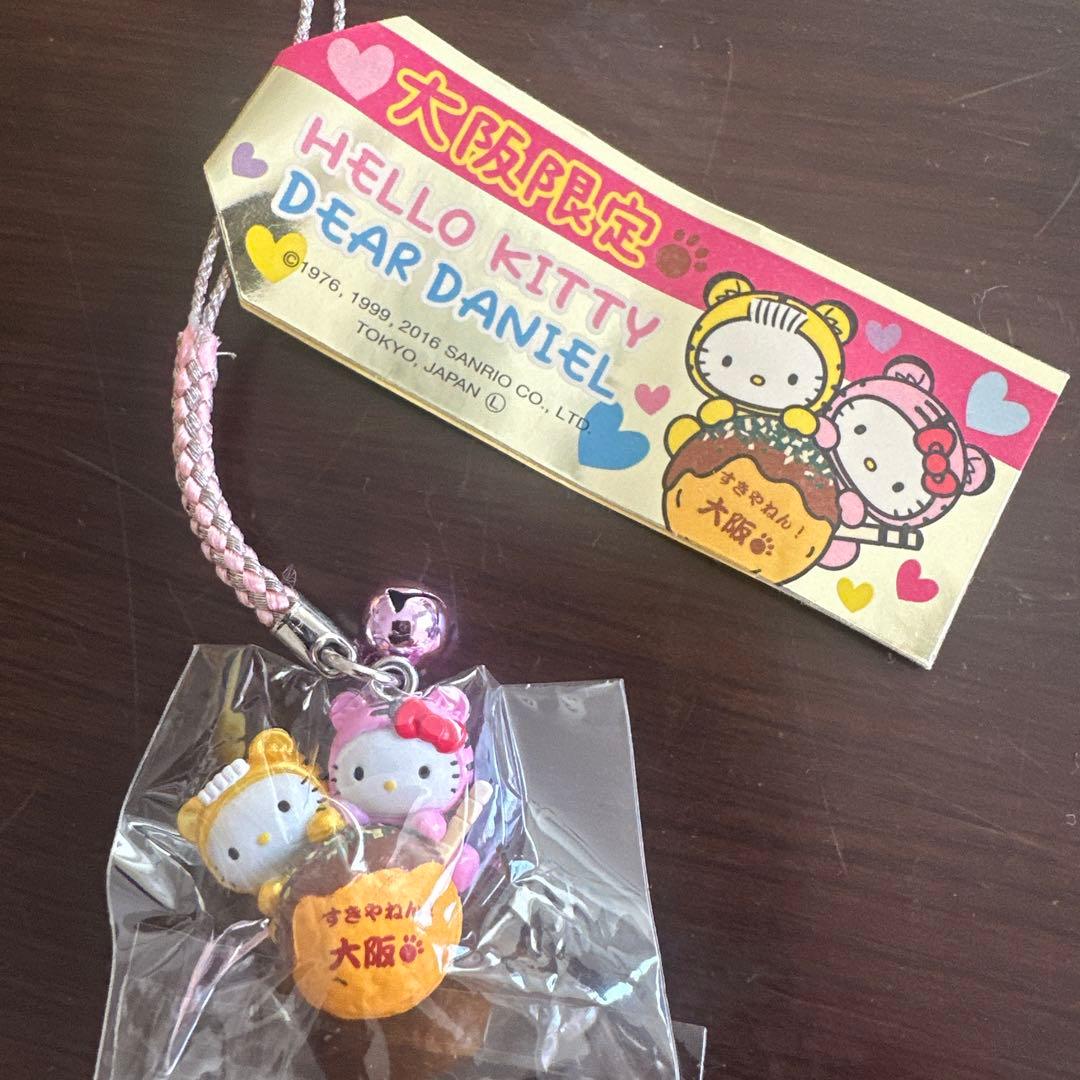 大阪限定
HELLO KITTY
DEAR DANIEL
©1976, 1999, 2016 SANRIO CO., LTD.
TOKYO, JAPAN Ⓛ
すきやねん!
大阪
すきやねん!
大阪